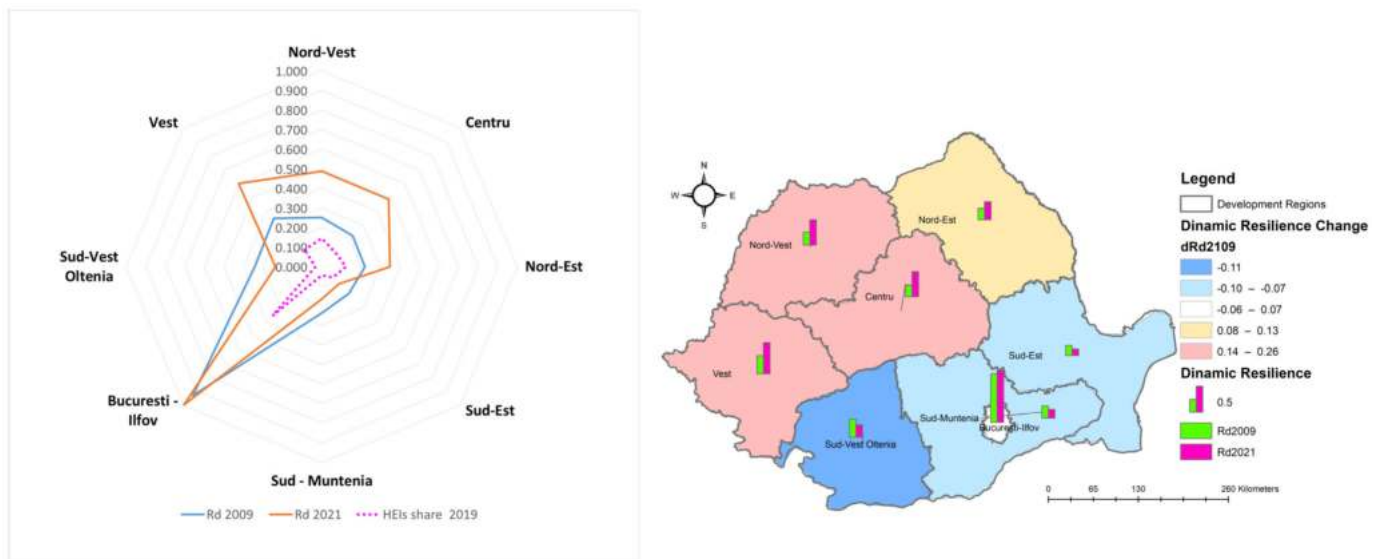 Nord-Vest
1.000
0.900
0.800
0.700
0.600
0.500
0.400
0.300
0.200
0.100
0.000
Vest
Centru
Sud-Vest
Oltenia
Nord-Est
Bucuresti -
Ilfov
Sud-Est
Sud - Muntenia
Rd 2009
Rd 2021
HEIs share 2019
N
W
E
S
Nord-Est
Nord-Vest
Centru
Vest
Sud-Est
Sud-Muntenia
Bucuresti-Ilfov
Sud-Vest Oltenia
Legend
Development Regions
Dinamic Resilience Change
dRd2109
-0.11
-0.10 – -0.07
-0.06 – 0.07
0.08 – 0.13
0.14 – 0.26
Dinamic Resilience
0.5
Rd2009
Rd2021
0 65 130 260 Kilometers